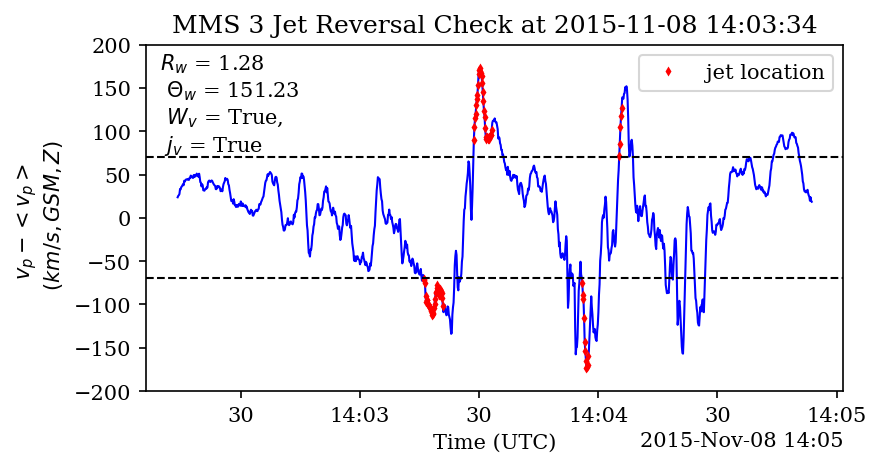 MMS 3 Jet Reversal Check at 2015-11-08 14:03:34
R_w = 1.28
Θ_w = 151.23
W_v = True,
j_v = True
jet location
v_p − < v_p >
(km/s, GSM, Z)
200
150
100
50
0
−50
−100
−150
−200
30
14:03
30
14:04
30
14:05
Time (UTC)
2015-Nov-08 14:05